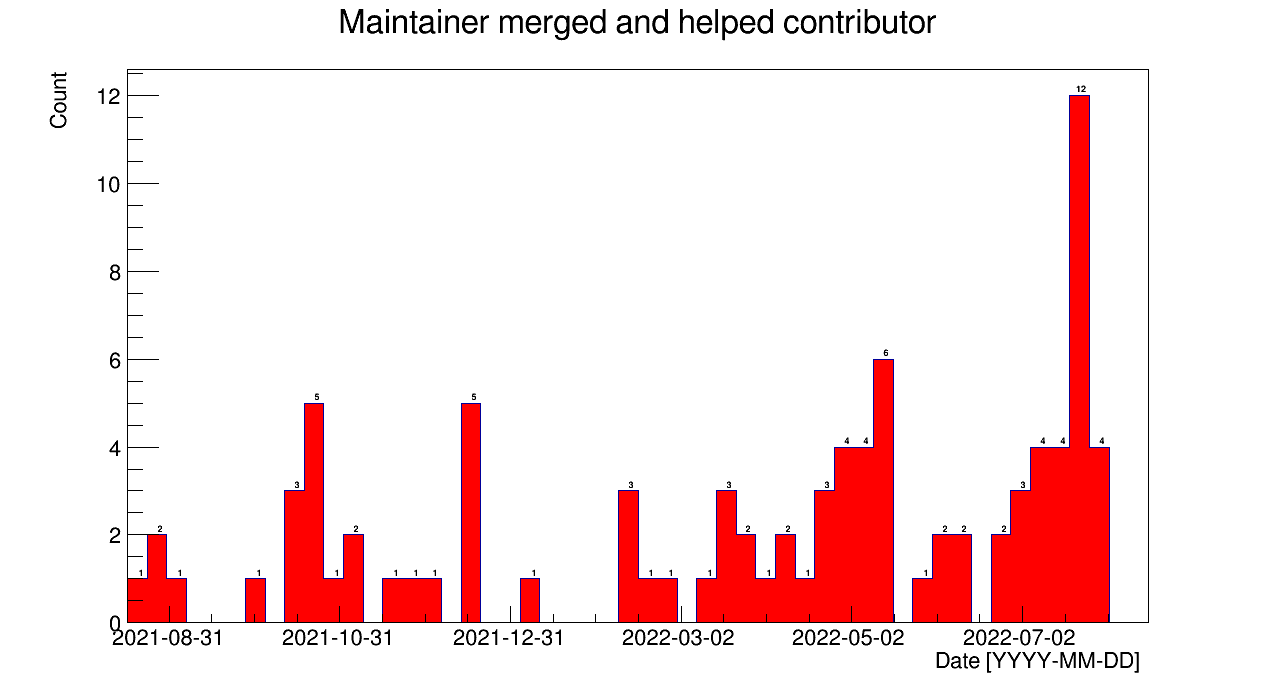 Maintainer merged and helped contributor
Count
12
10
8
6
4
2
0
1 2 1 1 3 5 1 2 1 1 1 5 1 3 1 1 1 3 2 1 2 1 3 4 4 6 1 2 2 2 3 4 4 12 4
2021-08-31 2021-10-31 2021-12-31 2022-03-02 2022-05-02 2022-07-02
Date [YYYY-MM-DD]